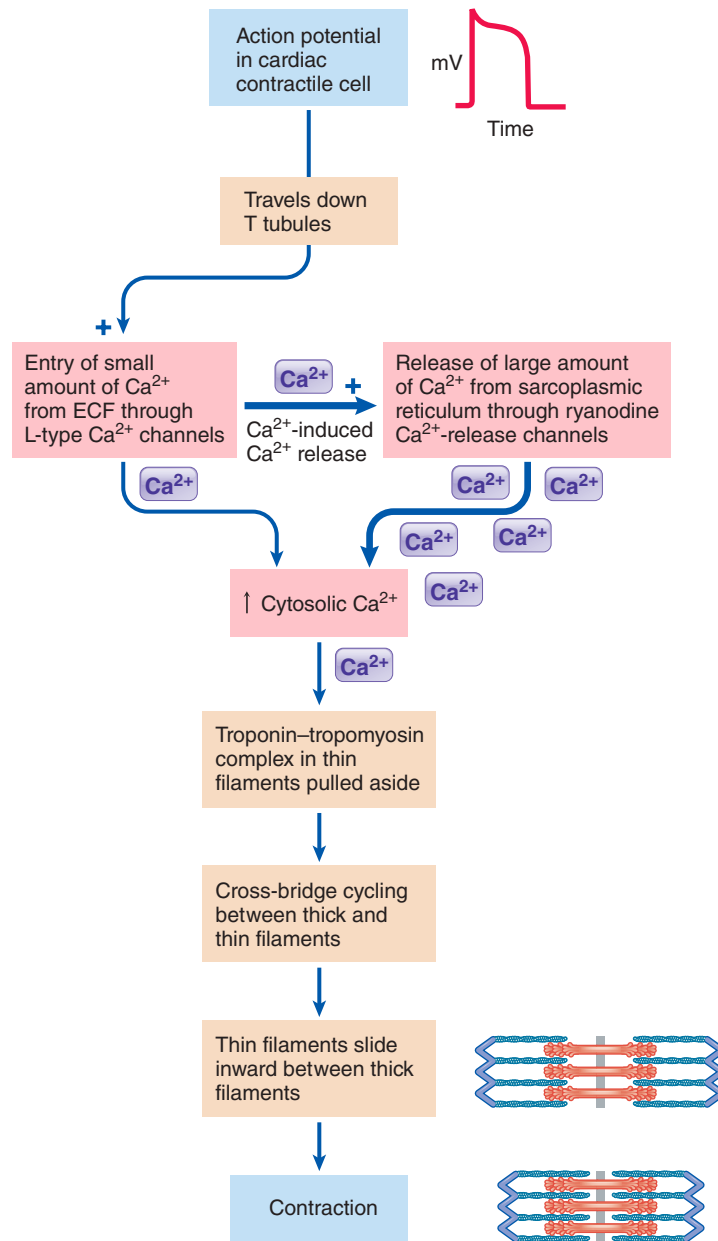 Action potential
in cardiac
contractile cell
mV
Time
Travels down
T tubules
+
Entry of small
amount of Ca²⁺
from ECF through
L-type Ca²⁺ channels
Ca²⁺
+
Ca²⁺-induced
Ca²⁺ release
Release of large amount
of Ca²⁺ from sarcoplasmic
reticulum through ryanodine
Ca²⁺-release channels
Ca²⁺
Ca²⁺
Ca²⁺
Ca²⁺
Ca²⁺
Ca²⁺
↑ Cytosolic Ca²⁺
Ca²⁺
Troponin–tropomyosin
complex in thin
filaments pulled aside
Cross-bridge cycling
between thick and
thin filaments
Thin filaments slide
inward between thick
filaments
Contraction